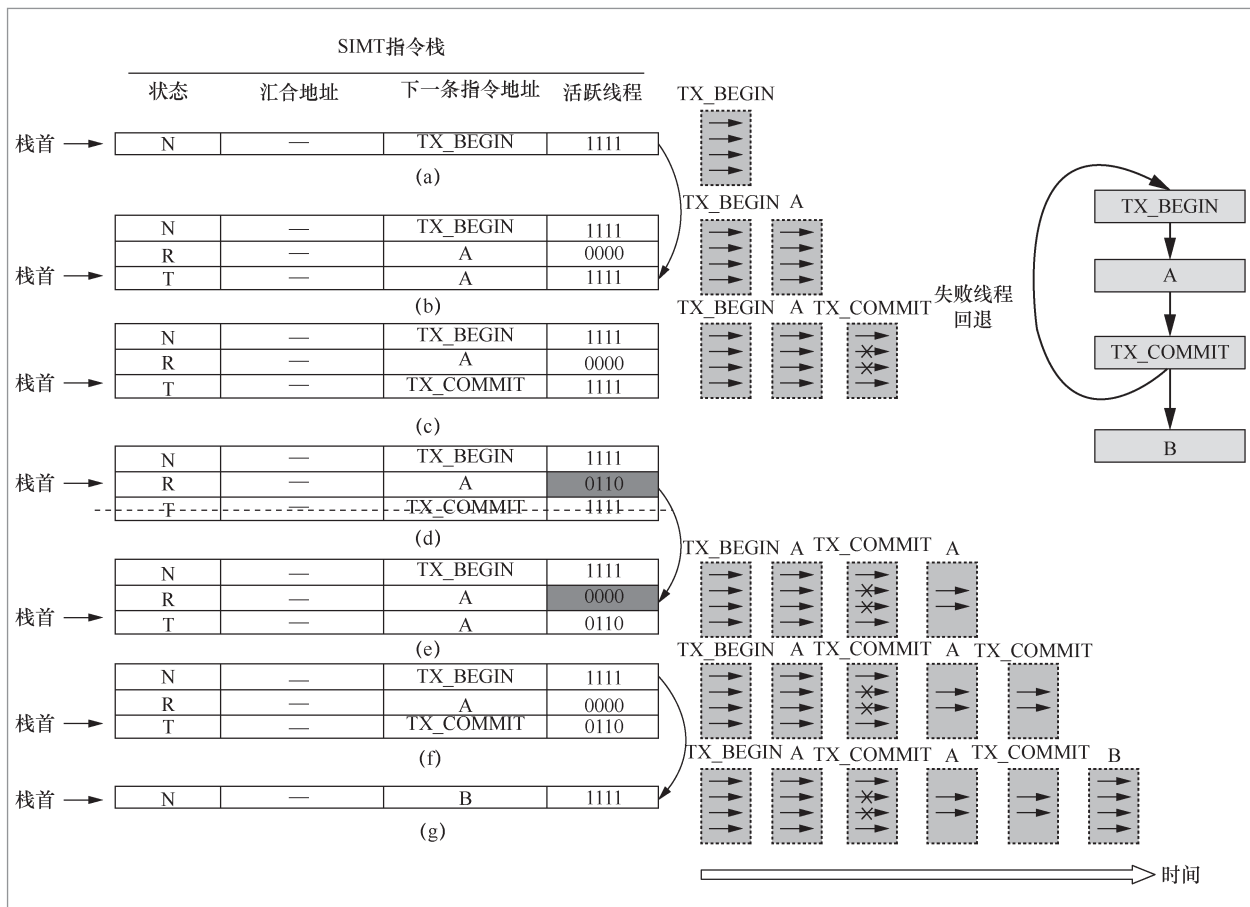 SIMT指令栈
状态 汇合地址 下一条指令地址 活跃线程
TX_BEGIN
栈首 N — TX_BEGIN 1111
(a)
TX_BEGIN A
N — TX_BEGIN 1111
R — A 0000
栈首 T — A 1111
(b)
TX_BEGIN A TX_COMMIT
N — TX_BEGIN 1111
R — A 0000
栈首 T — TX_COMMIT 1111
(c)
N — TX_BEGIN 1111
栈首 R — A 0110
T — TX_COMMIT 1111
(d)
TX_BEGIN A TX_COMMIT A
N — TX_BEGIN 1111
R — A 0000
栈首 T — A 0110
(e)
TX_BEGIN A TX_COMMIT A TX_COMMIT
N — TX_BEGIN 1111
R — A 0000
栈首 T — TX_COMMIT 0110
(f)
TX_BEGIN A TX_COMMIT A TX_COMMIT B
栈首 N — B 1111
(g)
时间
TX_BEGIN
A
失败线程
回退
TX_COMMIT
B